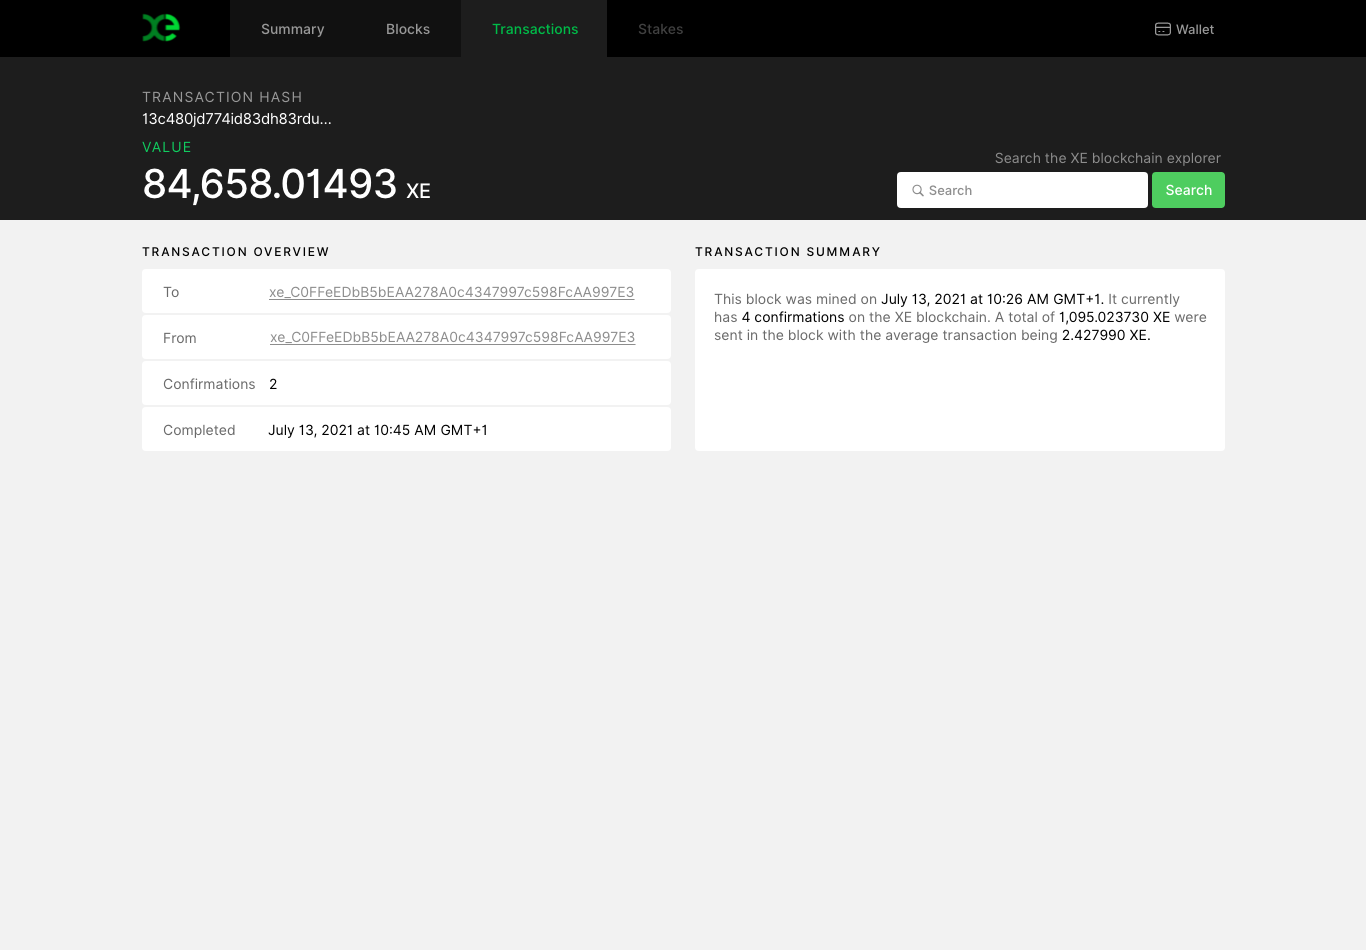 xe
Summary
Blocks
Transactions
Stakes
Wallet
TRANSACTION HASH
13c480jd774id83dh83rdu...
VALUE
84,658.01493 XE
Search the XE blockchain explorer
Search
Search
TRANSACTION OVERVIEW
To xe_C0FFeEDbB5bEAA278A0c4347997c598FcAA997E3
From xe_C0FFeEDbB5bEAA278A0c4347997c598FcAA997E3
Confirmations 2
Completed July 13, 2021 at 10:45 AM GMT+1
TRANSACTION SUMMARY
This block was mined on July 13, 2021 at 10:26 AM GMT+1. It currently
has 4 confirmations on the XE blockchain. A total of 1,095.023730 XE were
sent in the block with the average transaction being 2.427990 XE.